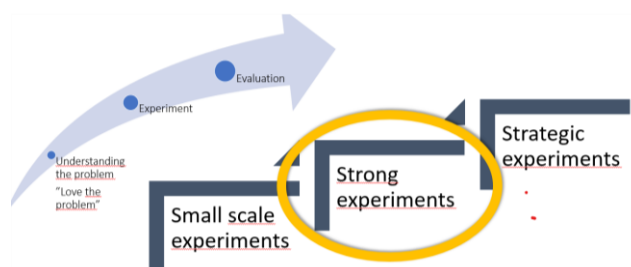 Evaluation
Experiment
Understanding
the problem
"Love the
problem"
Small scale
experiments
Strong
experiments
Strategic
experiments